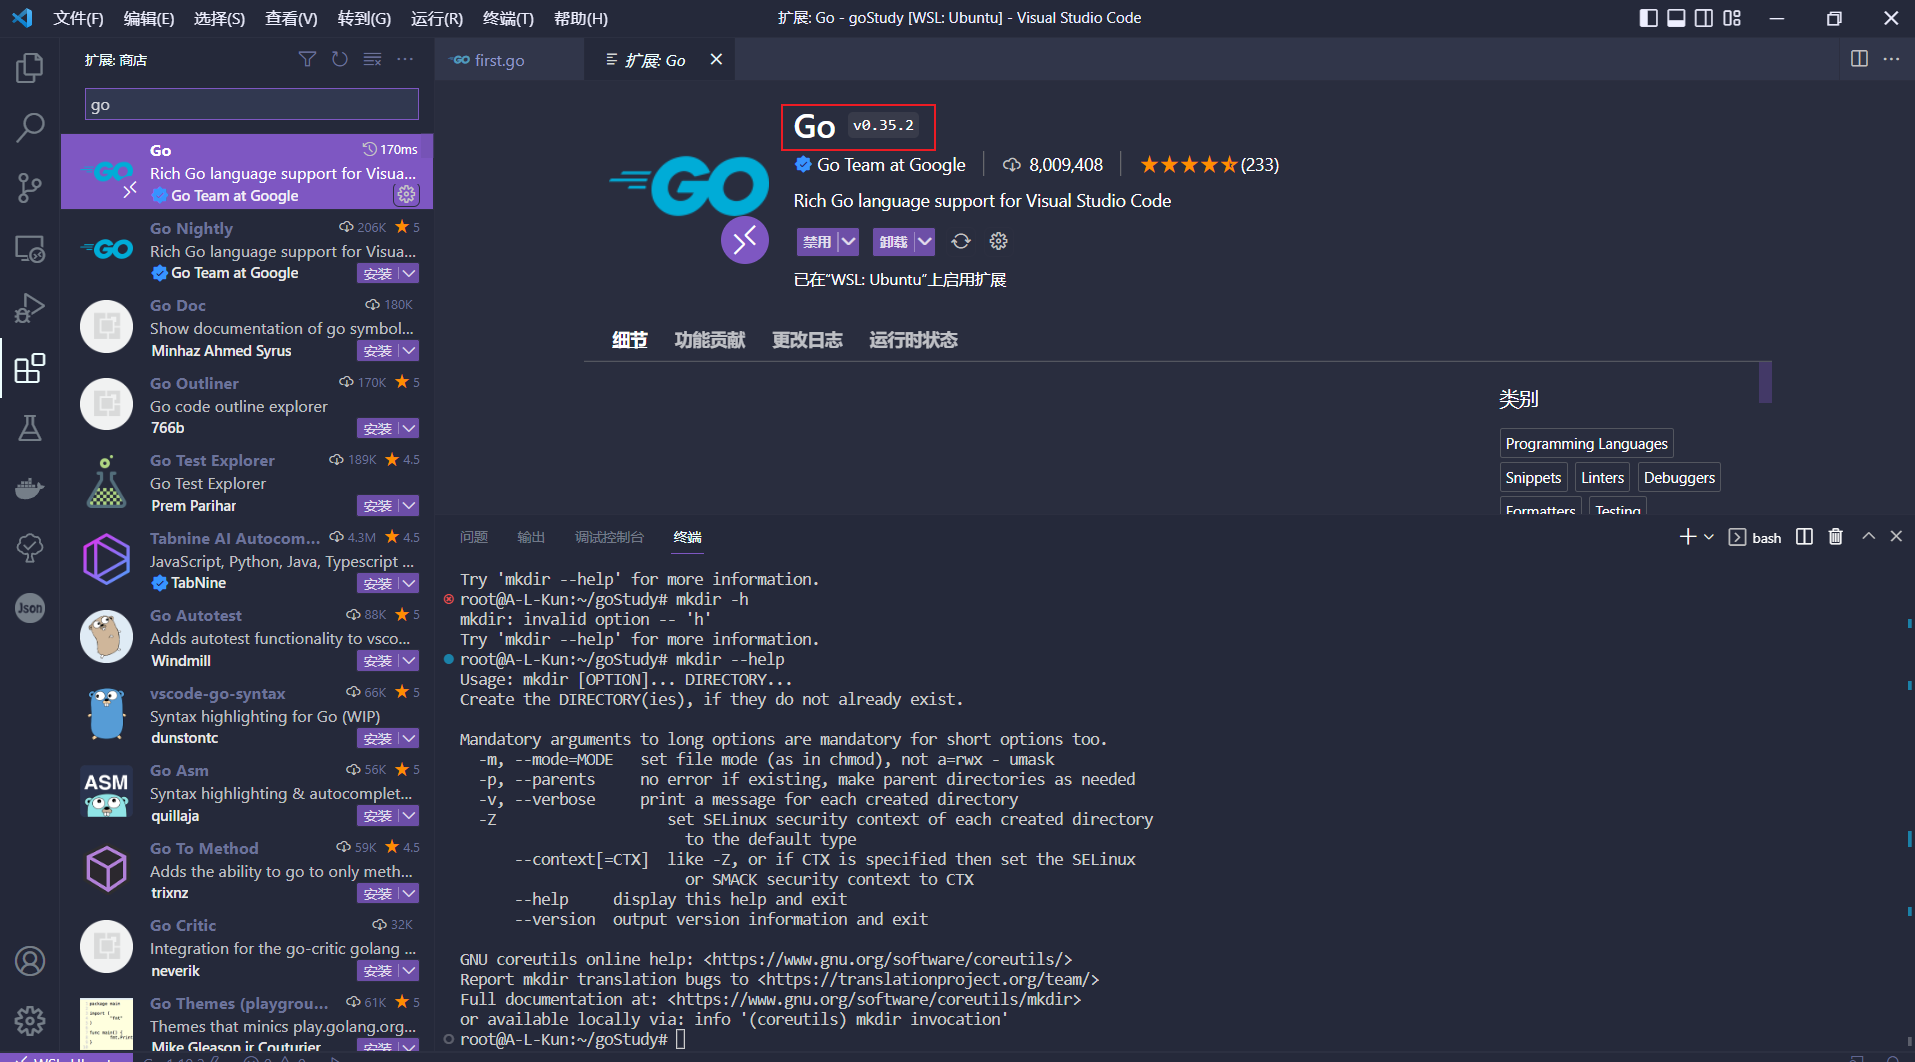 文件(F) 编辑(E) 选择(S) 查看(V) 转到(G) 运行(R) 终端(T) 帮助(H)
扩展: Go - goStudy [WSL: Ubuntu] - Visual Studio Code
扩展: 商店
go
Go 170ms
Rich Go language support for Visua...
Go Team at Google
Go Nightly 206K 5
Rich Go language support for Visua...
Go Team at Google 安装
Go Doc 180K
Show documentation of go symbol...
Minhaz Ahmed Syrus 安装
Go Outliner 170K 5
Go code outline explorer
766b 安装
Go Test Explorer 189K 4.5
Go Test Explorer
Prem Parihar 安装
Tabnine AI Autocom... 4.3M 4.5
JavaScript, Python, Java, Typescript ...
TabNine 安装
Go Autotest 88K 5
Adds autotest functionality to vsco...
Windmill 安装
vscode-go-syntax 66K 5
Syntax highlighting for Go (WIP)
dunstontc 安装
ASM
Go Asm 56K 5
Syntax highlighting & autocomplet...
quillaja 安装
Go To Method 59K 4.5
Adds the ability to go to only meth...
trixnz 安装
Go Critic 32K
Integration for the go-critic golang ...
neverik 安装
Go Themes (playgrou... 61K 5
Themes that minics play.golang.org...
Mike Gleason jr Couturier 安装
Json
first.go
扩展: Go
GO
Go v0.35.2
Go Team at Google 8,009,408 (233)
Rich Go language support for Visual Studio Code
禁用 卸载
已在“WSL: Ubuntu”上启用扩展
细节 功能贡献 更改日志 运行时状态
类别
Programming Languages
Snippets Linters Debuggers
Formatters Testing
问题 输出 调试控制台 终端
bash
Try 'mkdir --help' for more information.
root@A-L-Kun:~/goStudy# mkdir -h
mkdir: invalid option -- 'h'
Try 'mkdir --help' for more information.
root@A-L-Kun:~/goStudy# mkdir --help
Usage: mkdir [OPTION]... DIRECTORY...
Create the DIRECTORY(ies), if they do not already exist.
Mandatory arguments to long options are mandatory for short options too.
-m, --mode=MODE set file mode (as in chmod), not a=rwx - umask
-p, --parents no error if existing, make parent directories as needed
-v, --verbose print a message for each created directory
-Z set SELinux security context of each created directory
to the default type
--context[=CTX] like -Z, or if CTX is specified then set the SELinux
or SMACK security context to CTX
--help display this help and exit
--version output version information and exit
GNU coreutils online help: <https://www.gnu.org/software/coreutils/>
Report mkdir translation bugs to <https://translationproject.org/team/>
Full documentation at: <https://www.gnu.org/software/coreutils/mkdir>
or available locally via: info '(coreutils) mkdir invocation'
root@A-L-Kun:~/goStudy#